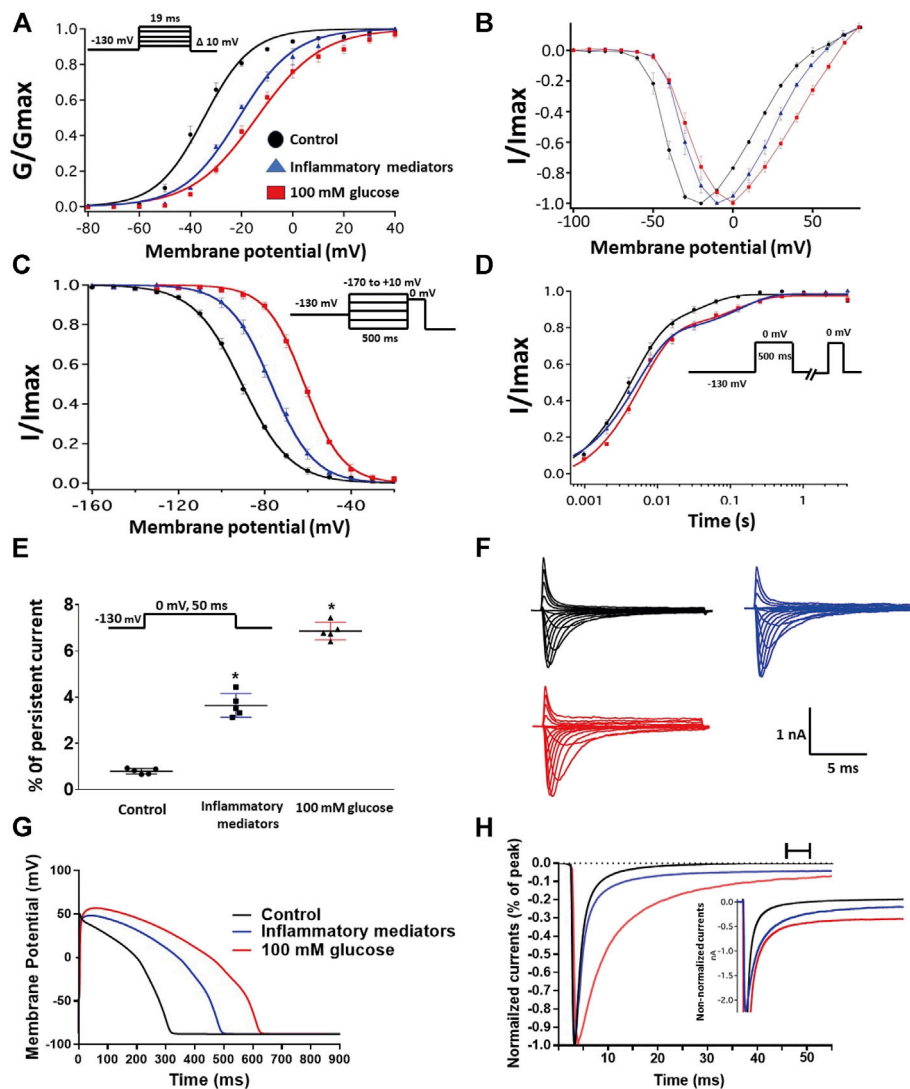 A
19 ms
-130 mV
Δ 10 mV
G/Gmax
1.0
0.8
0.6
0.4
0.2
0.0
Control
Inflammatory mediators
100 mM glucose
-80 -60 -40 -20 0 20 40
Membrane potential (mV)
B
I/Imax
0.0
-0.2
-0.4
-0.6
-0.8
-1.0
-100 -50 0 50
Membrane potential (mV)
C
-170 to +10 mV
-130 mV
0 mV
500 ms
I/Imax
1.0
0.8
0.6
0.4
0.2
0.0
-160 -120 -80 -40
Membrane potential (mV)
D
0 mV 0 mV
500 ms
-130 mV
I/Imax
1.0
0.8
0.6
0.4
0.2
0.0
0.001 0.01 0.1 1
Time (s)
E
0 mV, 50 ms
-130 mV
% 0f persistent current
8
6
4
2
0
*
*
Control
Inflammatory
mediators
100 mM glucose
F
1 nA
5 ms
G
Membrane Potential (mV)
100
50
0
-50
-100
Control
Inflammatory mediators
100 mM glucose
0 100 200 300 400 500 600 700 800 900
Time (ms)
H
Normailzed currents (% of peak)
0.0
-0.1
-0.2
-0.3
-0.4
-0.5
-0.6
-0.7
-0.8
-0.9
-1.0
Non-normalized currents
nA
0.0
-0.5
-1.0
-1.5
-2.0
5 10 15 20 25 30 35 40 45 50
Time (ms)